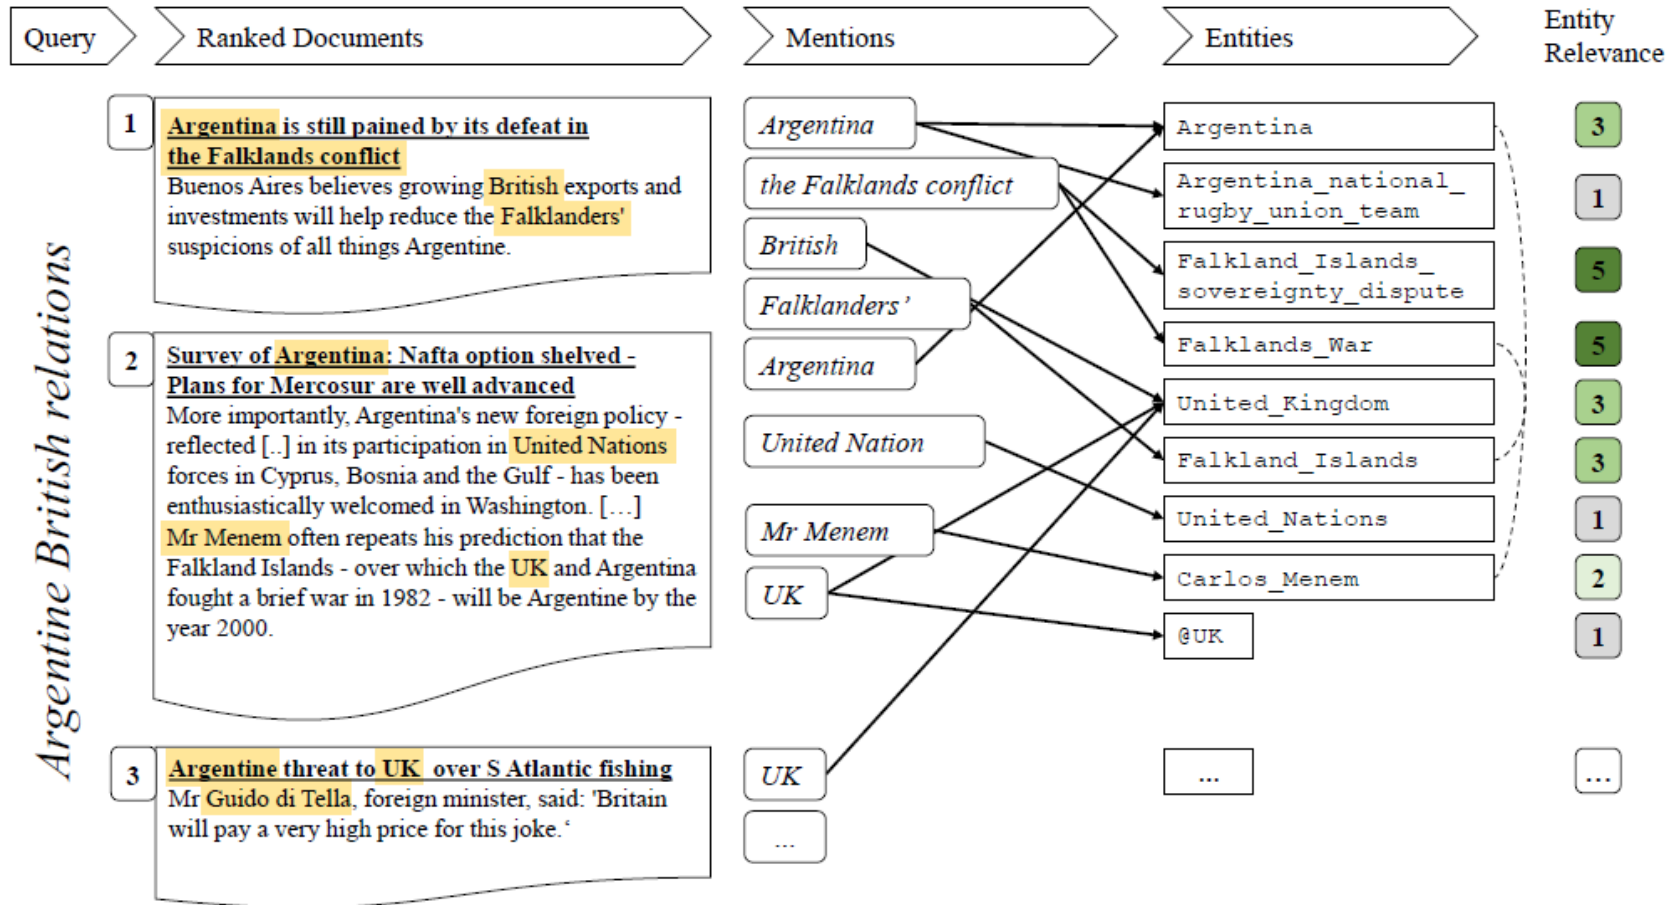 Query
Ranked Documents
Mentions
Entities
Entity
Relevance
Argentine British relations
1
Argentina is still pained by its defeat in
the Falklands conflict
Buenos Aires believes growing British exports and
investments will help reduce the Falklanders'
suspicions of all things Argentine.
2
Survey of Argentina: Nafta option shelved -
Plans for Mercosur are well advanced
More importantly, Argentina's new foreign policy -
reflected [..] in its participation in United Nations
forces in Cyprus, Bosnia and the Gulf - has been
enthusiastically welcomed in Washington. […]
Mr Menem often repeats his prediction that the
Falkland Islands - over which the UK and Argentina
fought a brief war in 1982 - will be Argentine by the
year 2000.
3
Argentine threat to UK over S Atlantic fishing
Mr Guido di Tella, foreign minister, said: 'Britain
will pay a very high price for this joke.‘
Argentina
the Falklands conflict
British
Falklanders’
Argentina
United Nation
Mr Menem
UK
UK
...
Argentina
Argentina_national_
rugby_union_team
Falkland_Islands_
sovereignty_dispute
Falklands_War
United_Kingdom
Falkland_Islands
United_Nations
Carlos_Menem
@UK
...
3
1
5
5
3
3
1
2
1
...